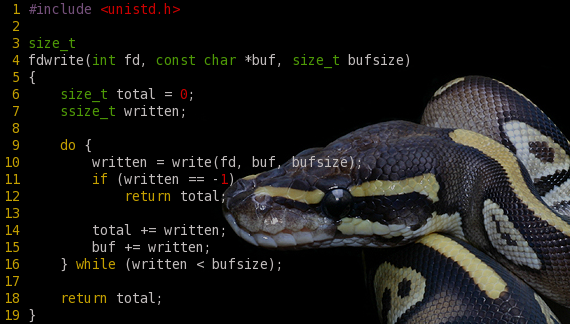 1 #include <unistd.h>
2
3 size_t
4 fdwrite(int fd, const char *buf, size_t bufsize)
5 {
6     size_t total = 0;
7     ssize_t written;
8
9     do {
10         written = write(fd, buf, bufsize);
11         if (written == -1)
12             return total;
13
14         total += written;
15         buf += written;
16     } while (written < bufsize);
17
18     return total;
19 }